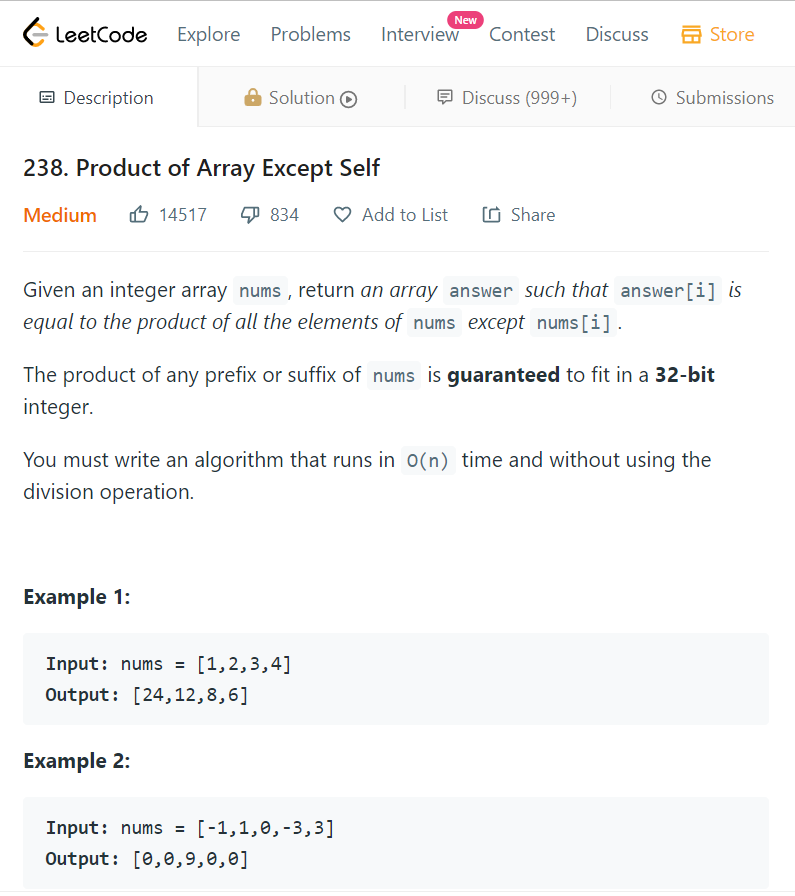 LeetCode Explore Problems Interview New Contest Discuss Store
Description Solution Discuss (999+) Submissions
238. Product of Array Except Self
Medium 14517 834 Add to List Share
Given an integer array nums, return an array answer such that answer[i] is
equal to the product of all the elements of nums except nums[i].
The product of any prefix or suffix of nums is guaranteed to fit in a 32-bit
integer.
You must write an algorithm that runs in O(n) time and without using the
division operation.
Example 1:
Input: nums = [1,2,3,4]
Output: [24,12,8,6]
Example 2:
Input: nums = [-1,1,0,-3,3]
Output: [0,0,9,0,0]